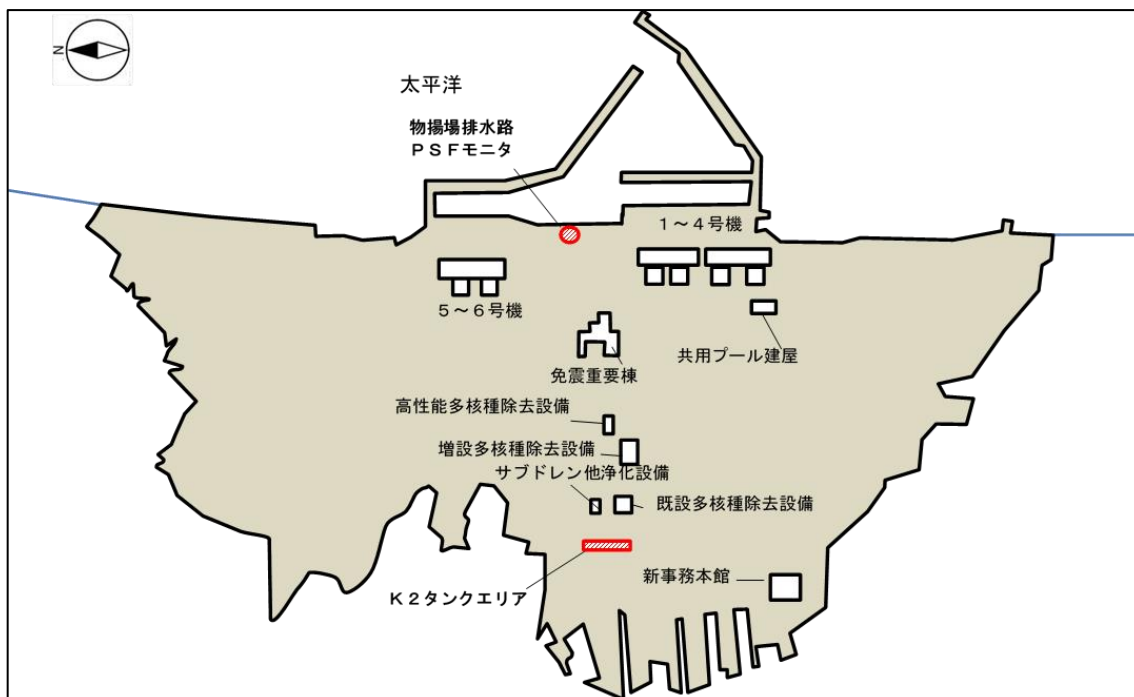 N
太平洋
物揚場排水路
ＰＳＦモニタ
１～４号機
５～６号機
共用プール建屋
免震重要棟
高性能多核種除去設備
増設多核種除去設備
サブドレン他浄化設備
既設多核種除去設備
新事務本館
Ｋ２タンクエリア